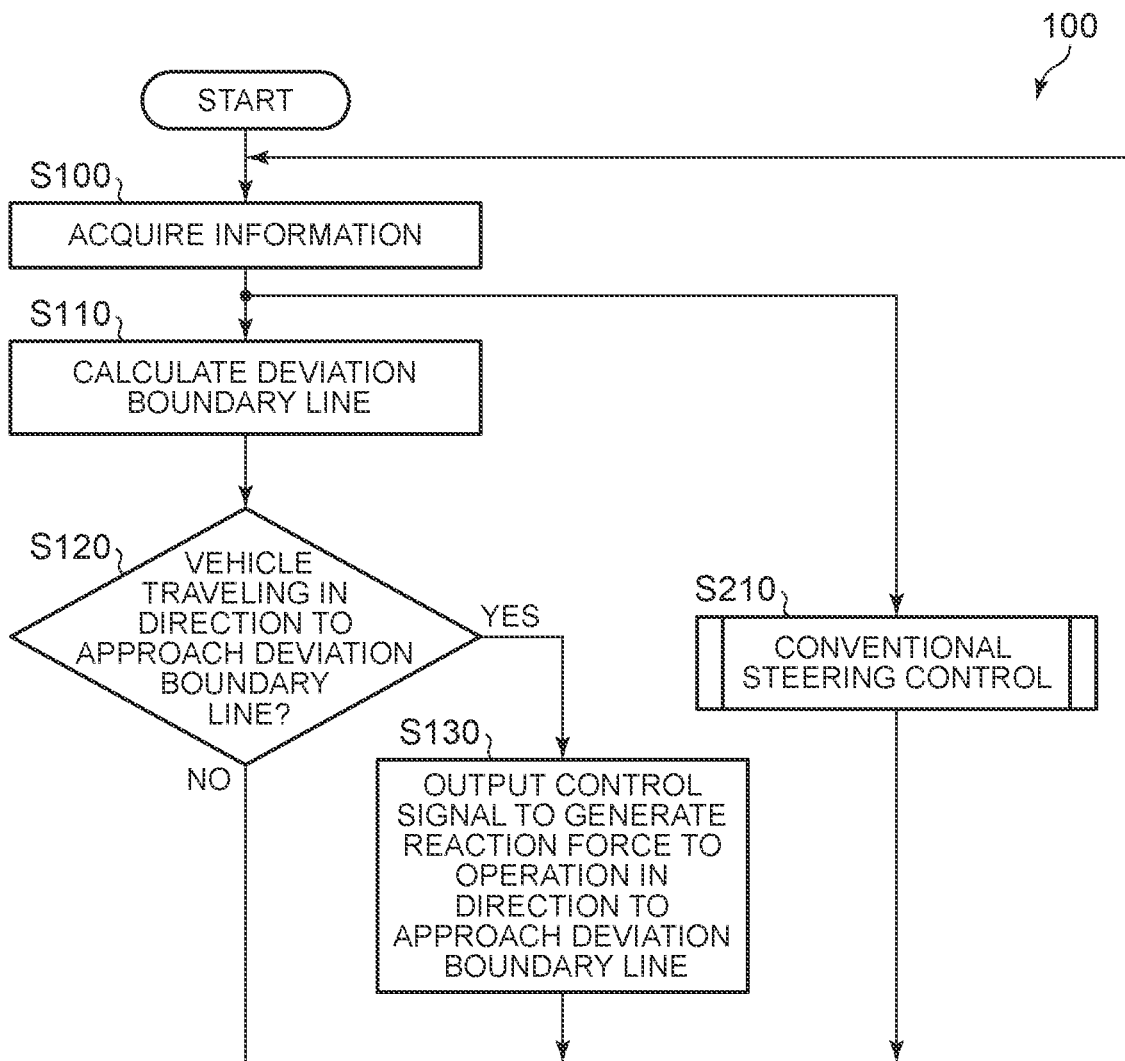 100
START
S100
ACQUIRE INFORMATION
S110
CALCULATE DEVIATION
BOUNDARY LINE
S120
VEHICLE
TRAVELING IN
DIRECTION TO
APPROACH DEVIATION
BOUNDARY
LINE?
YES
NO
S130
OUTPUT CONTROL
SIGNAL TO GENERATE
REACTION FORCE TO
OPERATION IN
DIRECTION TO
APPROACH DEVIATION
BOUNDARY LINE
S210
CONVENTIONAL
STEERING CONTROL